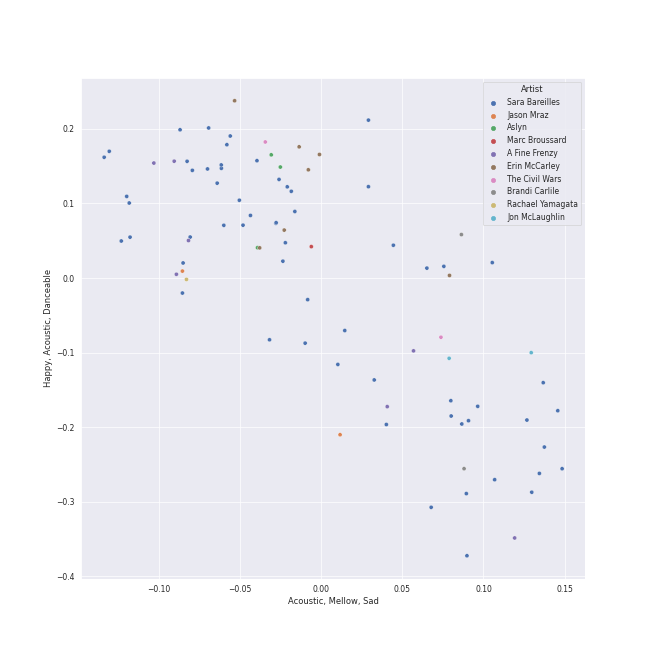 Artist
Sara Bareilles
Jason Mraz
Aslyn
Marc Broussard
A Fine Frenzy
Erin McCarley
The Civil Wars
Brandi Carlile
Rachael Yamagata
Jon McLaughlin
0.2
0.1
0.0
−0.1
−0.2
−0.3
−0.4
Happy, Acoustic, Danceable
−0.10
−0.05
0.00
0.05
0.10
0.15
Acoustic, Mellow, Sad